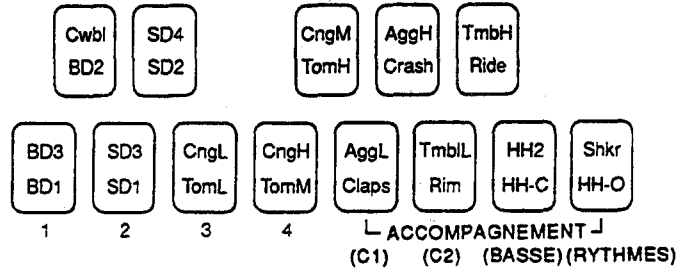 Cwbl SD4 CngM AggH TmbH
BD2 SD2 TomH Crash Ride
BD3 SD3 CngL CngH AggL TmblL HH2 Shkr
BD1 SD1 TomL TomM Claps Rim HH-C HH-O
1 2 3 4 ACCOMPAGNEMENT
(C1) (C2) (BASSE) (RYTHMES)